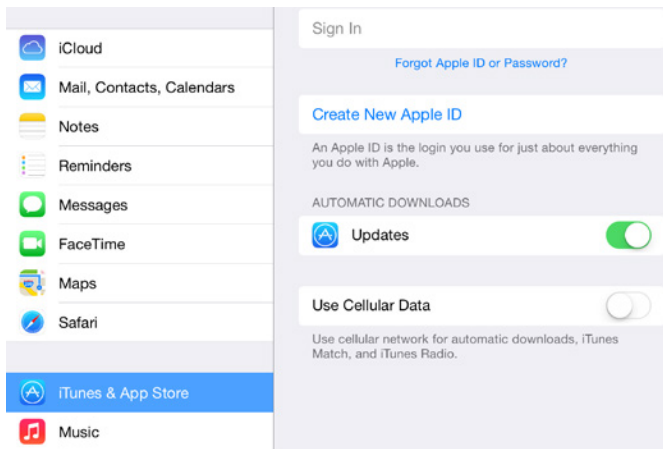 iCloud
Mail, Contacts, Calendars
Notes
Reminders
Messages
FaceTime
Maps
Safari
iTunes & App Store
Music
Sign In
Forgot Apple ID or Password?
Create New Apple ID
An Apple ID is the login you use for just about everything
you do with Apple.
AUTOMATIC DOWNLOADS
Updates
Use Cellular Data
Use cellular network for automatic downloads, iTunes
Match, and iTunes Radio.